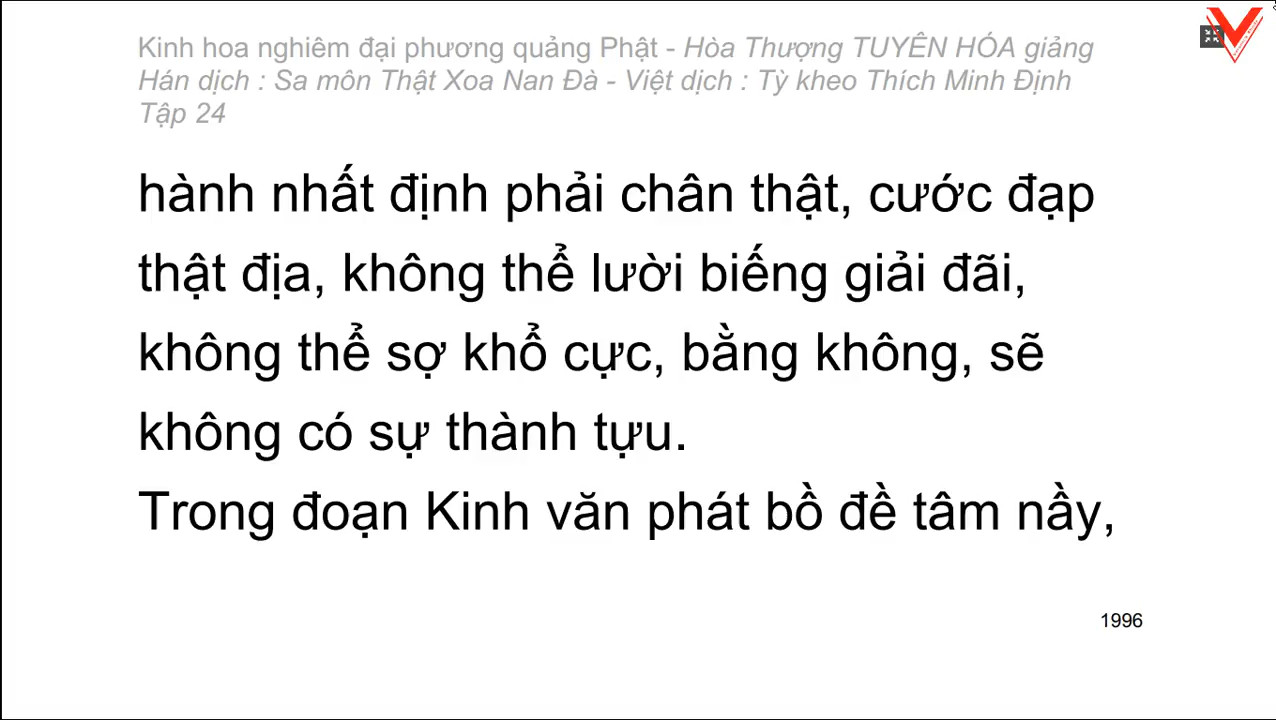 Kinh hoa nghiêm đại phương quảng Phật - Hòa Thượng TUYÊN HÓA giảng
Hán dịch : Sa môn Thật Xoa Nan Đà - Việt dịch : Tỳ kheo Thích Minh Định
Tập 24
hành nhất định phải chân thật, cước đạp
thật địa, không thể lười biếng giải đãi,
không thể sợ khổ cực, bằng không, sẽ
không có sự thành tựu.
Trong đoạn Kinh văn phát bồ đề tâm nầy,
1996